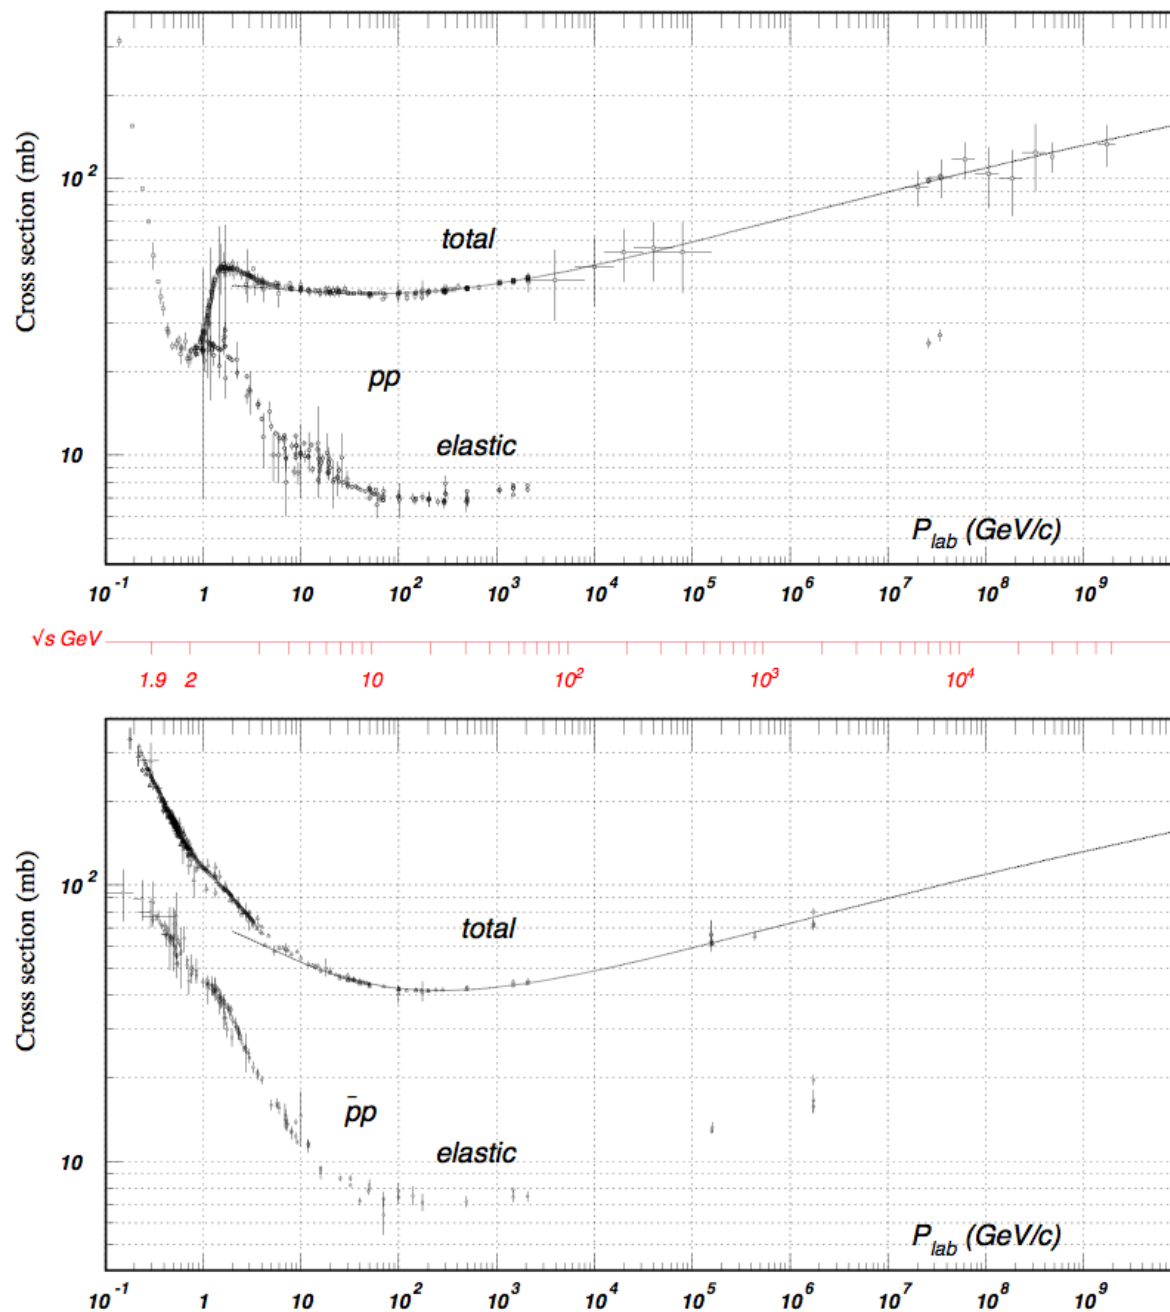 Cross section (mb)
10²
10
total
pp
elastic
P_lab (GeV/c)
10⁻¹ 1 10 10² 10³ 10⁴ 10⁵ 10⁶ 10⁷ 10⁸ 10⁹
√s GeV
1.9 2 10 10² 10³ 10⁴
Cross section (mb)
10²
10
total
p̄p
elastic
P_lab (GeV/c)
10⁻¹ 1 10 10² 10³ 10⁴ 10⁵ 10⁶ 10⁷ 10⁸ 10⁹